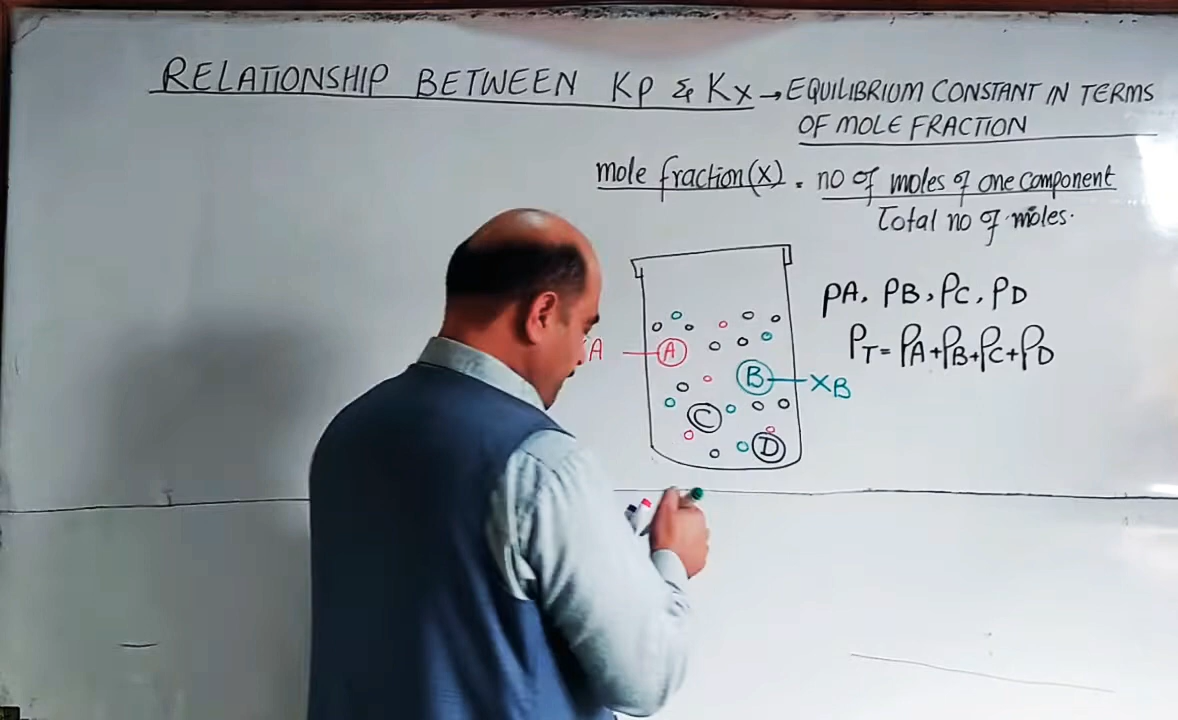 RELATIONSHIP BETWEEN Kp & Kx → EQUILIBRIUM CONSTANT IN TERMS
OF MOLE FRACTION
mole fraction(x) = no of moles of one component
Total no of moles.
PA, PB, PC, PD
PT = PA+PB+PC+PD
A
A
B
XB
C
D